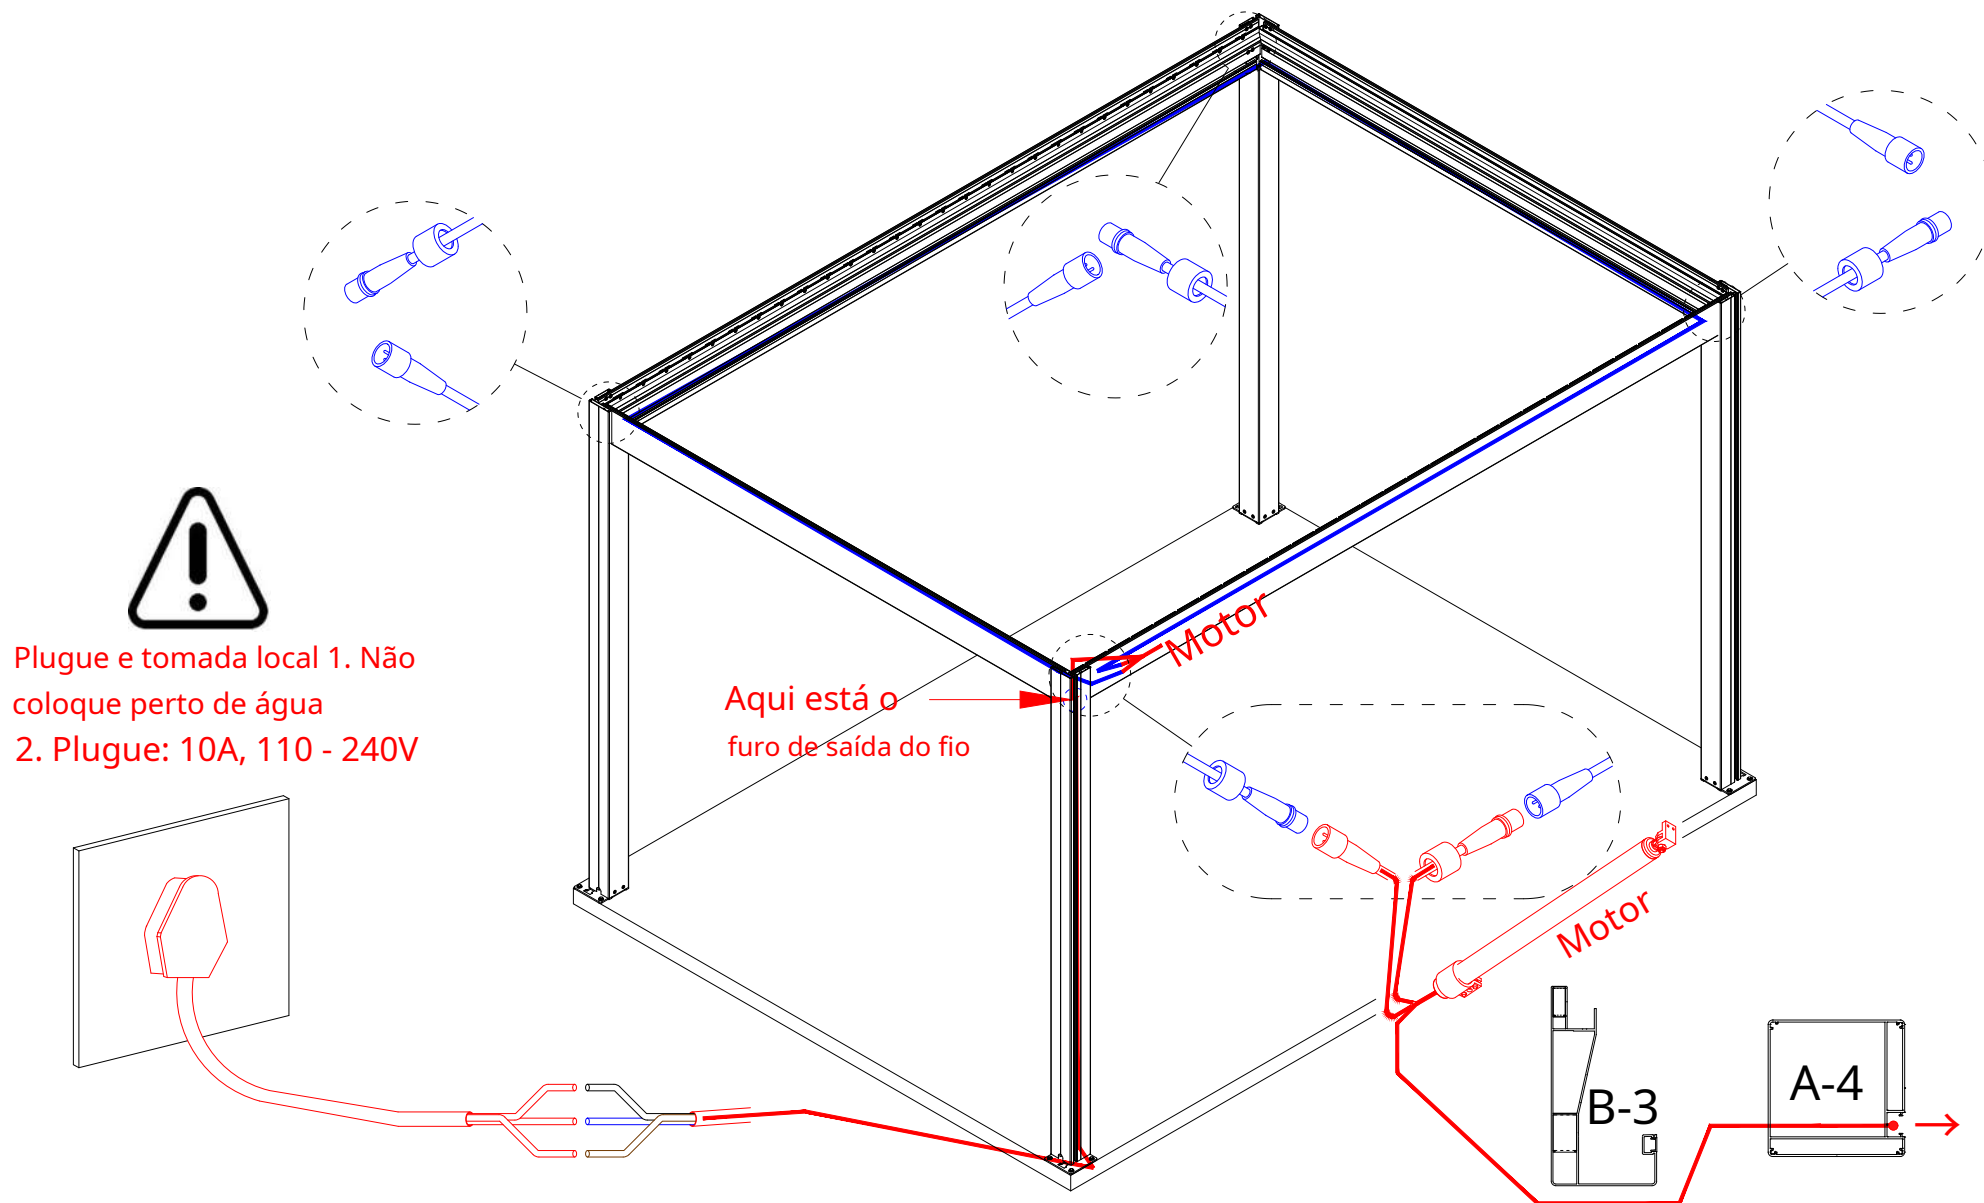 Motor
Plugue e tomada local 1. Não
coloque perto de água
2. Plugue: 10A, 110 - 240V
Aqui está o
furo de saída do fio
Motor
B-3
A-4